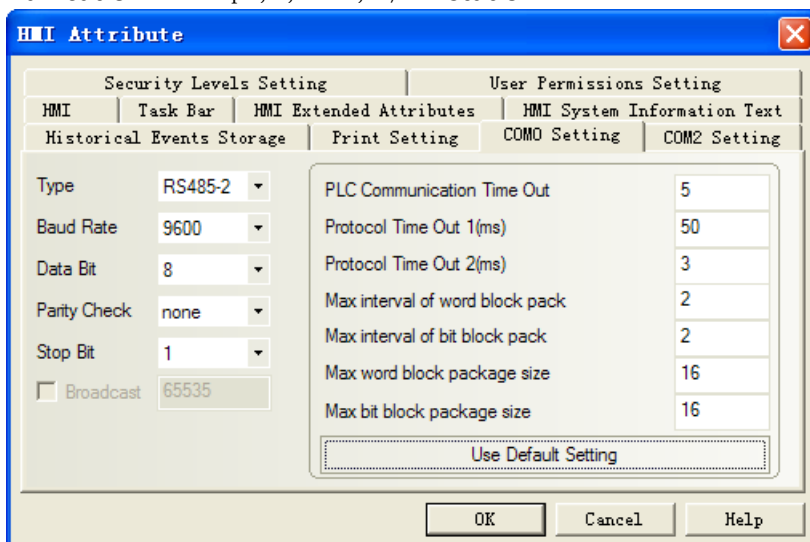 HMI Attribute
Security Levels Setting User Permissions Setting
HMI Task Bar HMI Extended Attributes HMI System Information Text
Historical Events Storage Print Setting COM0 Setting COM2 Setting
Type RS485-2 PLC Communication Time Out 5
Baud Rate 9600 Protocol Time Out 1(ms) 50
Data Bit 8 Protocol Time Out 2(ms) 3
Parity Check none Max interval of word block pack 2
Stop Bit 1 Max interval of bit block pack 2
Broadcast 65535 Max word block package size 16
Max bit block package size 16
Use Default Setting
OK Cancel Help